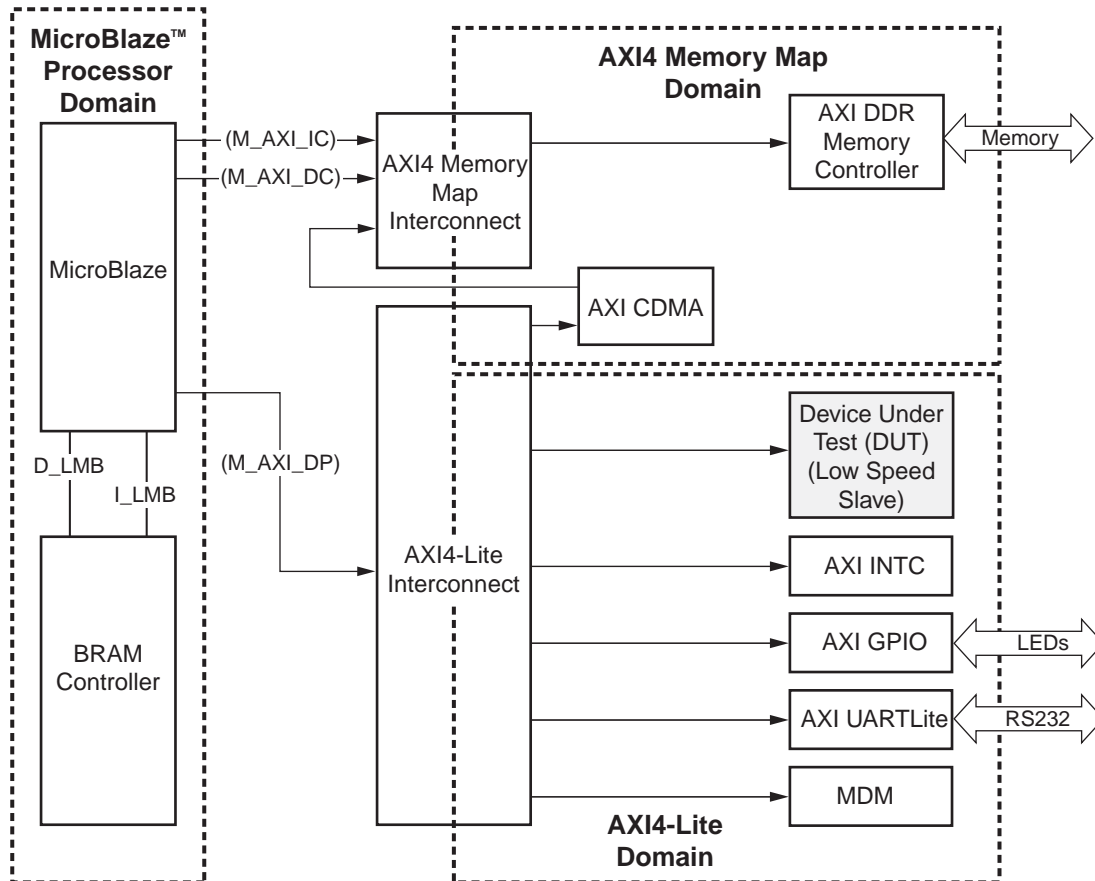 MicroBlaze™
Processor
Domain
MicroBlaze
D_LMB
I_LMB
BRAM
Controller
(M_AXI_IC)
(M_AXI_DC)
(M_AXI_DP)
AXI4 Memory
Map
Interconnect
AXI4-Lite
Interconnect
AXI4 Memory Map
Domain
AXI DDR
Memory
Controller
Memory
AXI CDMA
Device Under
Test (DUT)
(Low Speed
Slave)
AXI INTC
AXI GPIO
LEDs
AXI UARTLite
RS232
MDM
AXI4-Lite
Domain